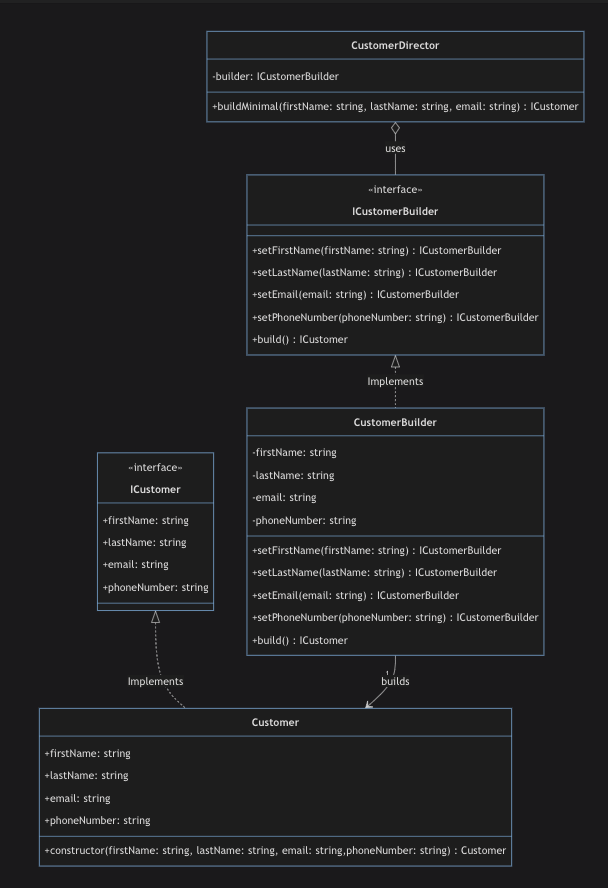 CustomerDirector
-builder: ICustomerBuilder
+buildMinimal(firstName: string, lastName: string, email: string) : ICustomer
uses
«interface»
ICustomerBuilder
+setFirstName(firstName: string) : ICustomerBuilder
+setLastName(lastName: string) : ICustomerBuilder
+setEmail(email: string) : ICustomerBuilder
+setPhoneNumber(phoneNumber: string) : ICustomerBuilder
+build() : ICustomer
Implements
CustomerBuilder
-firstName: string
-lastName: string
-email: string
-phoneNumber: string
+setFirstName(firstName: string) : ICustomerBuilder
+setLastName(lastName: string) : ICustomerBuilder
+setEmail(email: string) : ICustomerBuilder
+setPhoneNumber(phoneNumber: string) : ICustomerBuilder
+build() : ICustomer
«interface»
ICustomer
+firstName: string
+lastName: string
+email: string
+phoneNumber: string
Implements
builds
Customer
+firstName: string
+lastName: string
+email: string
+phoneNumber: string
+constructor(firstName: string, lastName: string, email: string,phoneNumber: string) : Customer